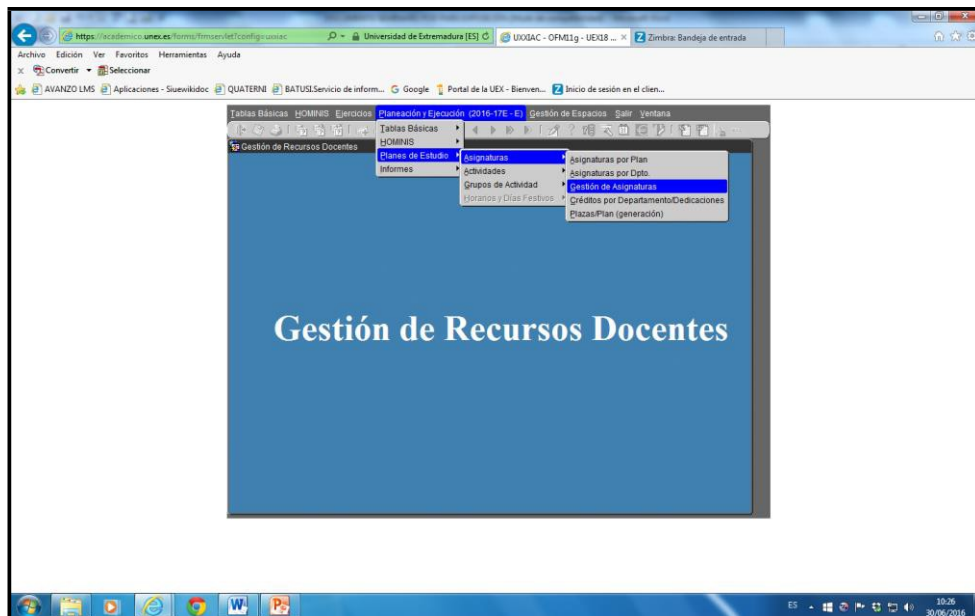 https://academico.unex.es/forms/frmservlet?config=uxxiac
Universidad de Extremadura [ES]
UXXIAC - OFM11g - UEX18 ...
Zimbra: Bandeja de entrada
Archivo Edición Ver Favoritos Herramientas Ayuda
x Convertir Seleccionar
AVANZO LMS Aplicaciones - Siuewikidoc QUATERNI BATUSI.Servicio de inform... Google Portal de la UEX - Bienven... Inicio de sesión en el clien...
Tablas Básicas HOMINIS Ejercicios Planeación y Ejecución (2016-17E - E) Gestión de Espacios Salir Ventana
Gestión de Recursos Docentes
Tablas Básicas
HOMINIS
Planes de Estudio
Informes
Asignaturas
Actividades
Grupos de Actividad
Horarios y Días Festivos
Asignaturas por Plan
Asignaturas por Dpto.
Gestión de Asignaturas
Créditos por Departamento/Dedicaciones
Plazas/Plan (generación)
Gestión de Recursos Docentes
ES
10:26
30/06/2016